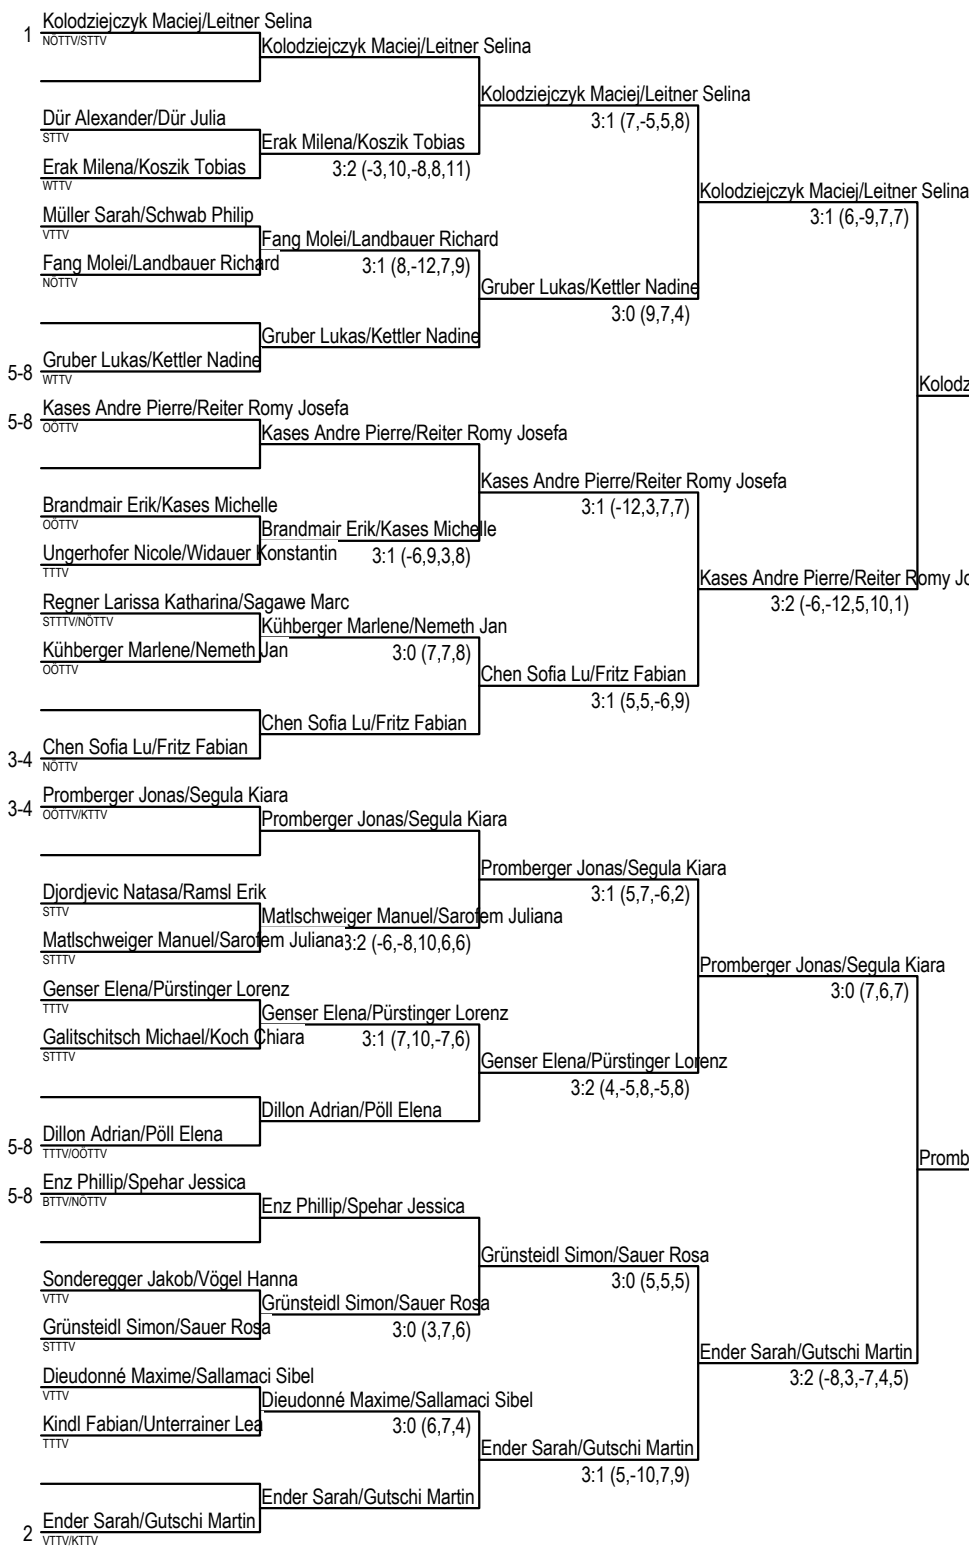 Kolodziejczyk Maciej/Leitner Selina
1
NÖTTV/STTV
Kolodziejczyk Maciej/Leitner Selina
Kolodziejczyk Maciej/Leitner Selina
3:1 (7,-5,5,8)
Dür Alexander/Dür Julia
STTV
Erak Milena/Koszik Tobias
3:2 (-3,10,-8,8,11)
Erak Milena/Koszik Tobias
WTTV
Kolodziejczyk Maciej/Leitner Selina
3:1 (6,-9,7,7)
Müller Sarah/Schwab Philip
VTTV
Fang Molei/Landbauer Richard
3:1 (8,-12,7,9)
Fang Molei/Landbauer Richard
NÖTTV
Gruber Lukas/Kettler Nadine
3:0 (9,7,4)
Gruber Lukas/Kettler Nadine
Gruber Lukas/Kettler Nadine
5-8
WTTV
Kolodz
Kases Andre Pierre/Reiter Romy Josefa
5-8
OÖTTV
Kases Andre Pierre/Reiter Romy Josefa
Kases Andre Pierre/Reiter Romy Josefa
3:1 (-12,3,7,7)
Brandmair Erik/Kases Michelle
OÖTTV
Brandmair Erik/Kases Michelle
3:1 (-6,9,3,8)
Ungerhofer Nicole/Widauer Konstantin
TTTV
Kases Andre Pierre/Reiter Romy Jo
3:2 (-6,-12,5,10,1)
Regner Larissa Katharina/Sagawe Marc
STTTV/NÖTTV
Kühberger Marlene/Nemeth Jan
3:0 (7,7,8)
Kühberger Marlene/Nemeth Jan
OÖTTV
Chen Sofia Lu/Fritz Fabian
3:1 (5,5,-6,9)
Chen Sofia Lu/Fritz Fabian
Chen Sofia Lu/Fritz Fabian
3-4
NÖTTV
Promberger Jonas/Segula Kiara
3-4
OÖTTV/KTTV
Promberger Jonas/Segula Kiara
Promberger Jonas/Segula Kiara
3:1 (5,7,-6,2)
Djordjevic Natasa/Ramsl Erik
STTV
Matlschweiger Manuel/Sarofem Juliana
3:2 (-6,-8,10,6,6)
Matlschweiger Manuel/Sarofem Juliana
STTTV
Promberger Jonas/Segula Kiara
3:0 (7,6,7)
Genser Elena/Pürstinger Lorenz
TTTV
Genser Elena/Pürstinger Lorenz
3:1 (7,10,-7,6)
Galitschitsch Michael/Koch Chiara
STTTV
Genser Elena/Pürstinger Lorenz
3:2 (4,-5,8,-5,8)
Dillon Adrian/Pöll Elena
Dillon Adrian/Pöll Elena
5-8
TTTV/OÖTTV
Promb
Enz Phillip/Spehar Jessica
5-8
BTTV/NÖTTV
Enz Phillip/Spehar Jessica
Grünsteidl Simon/Sauer Rosa
3:0 (5,5,5)
Sonderegger Jakob/Vögel Hanna
VTTV
Grünsteidl Simon/Sauer Rosa
3:0 (3,7,6)
Grünsteidl Simon/Sauer Rosa
STTTV
Ender Sarah/Gutschi Martin
3:2 (-8,3,-7,4,5)
Dieudonné Maxime/Sallamaci Sibel
VTTV
Dieudonné Maxime/Sallamaci Sibel
3:0 (6,7,4)
Kindl Fabian/Unterrainer Lea
TTTV
Ender Sarah/Gutschi Martin
3:1 (5,-10,7,9)
Ender Sarah/Gutschi Martin
Ender Sarah/Gutschi Martin
2
VTTV/KTTV